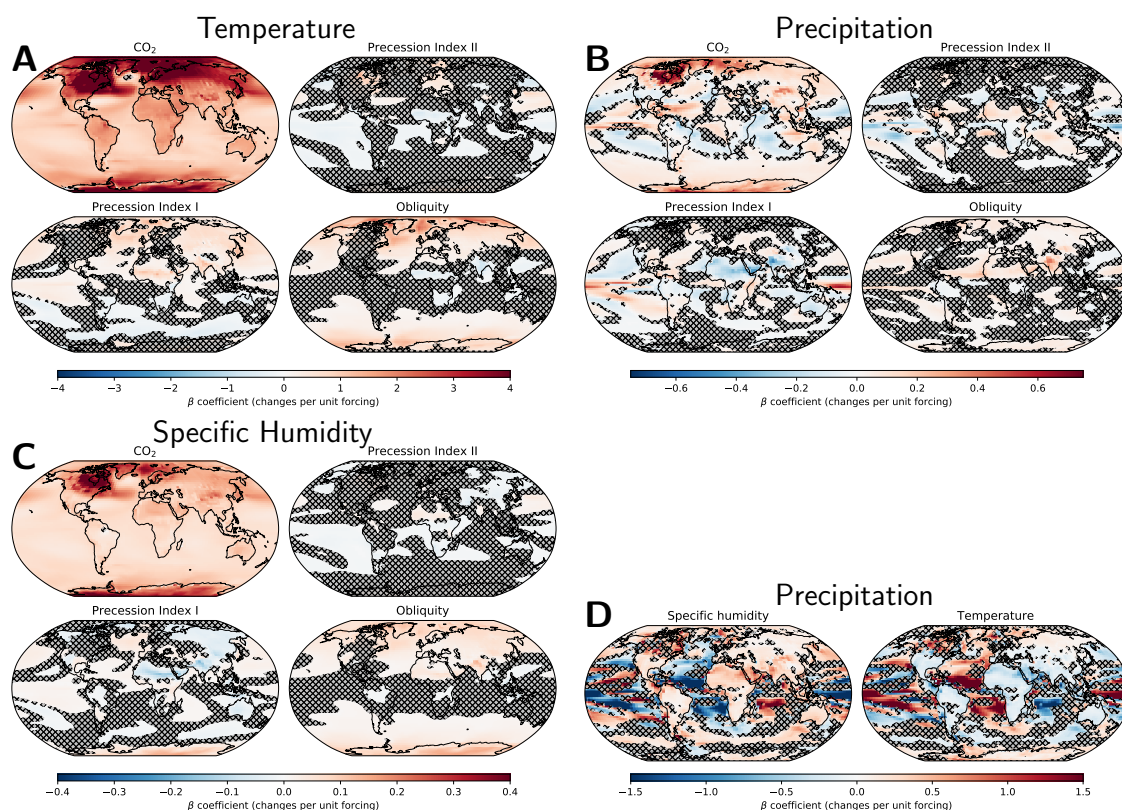 Temperature
Precipitation
A
CO₂
Precession Index II
B
CO₂
Precession Index II
Precession Index I
Obliquity
Precession Index I
Obliquity
−4 −3 −2 −1 0 1 2 3 4
β coefficient (changes per unit forcing)
−0.6 −0.4 −0.2 0.0 0.2 0.4 0.6
β coefficient (changes per unit forcing)
Specific Humidity
C
CO₂
Precession Index II
Precession Index I
Obliquity
−0.4 −0.3 −0.2 −0.1 0.0 0.1 0.2 0.3 0.4
β coefficient (changes per unit forcing)
Precipitation
D
Specific humidity
Temperature
−1.5 −1.0 −0.5 0.0 0.5 1.0 1.5
β coefficient (changes per unit forcing)